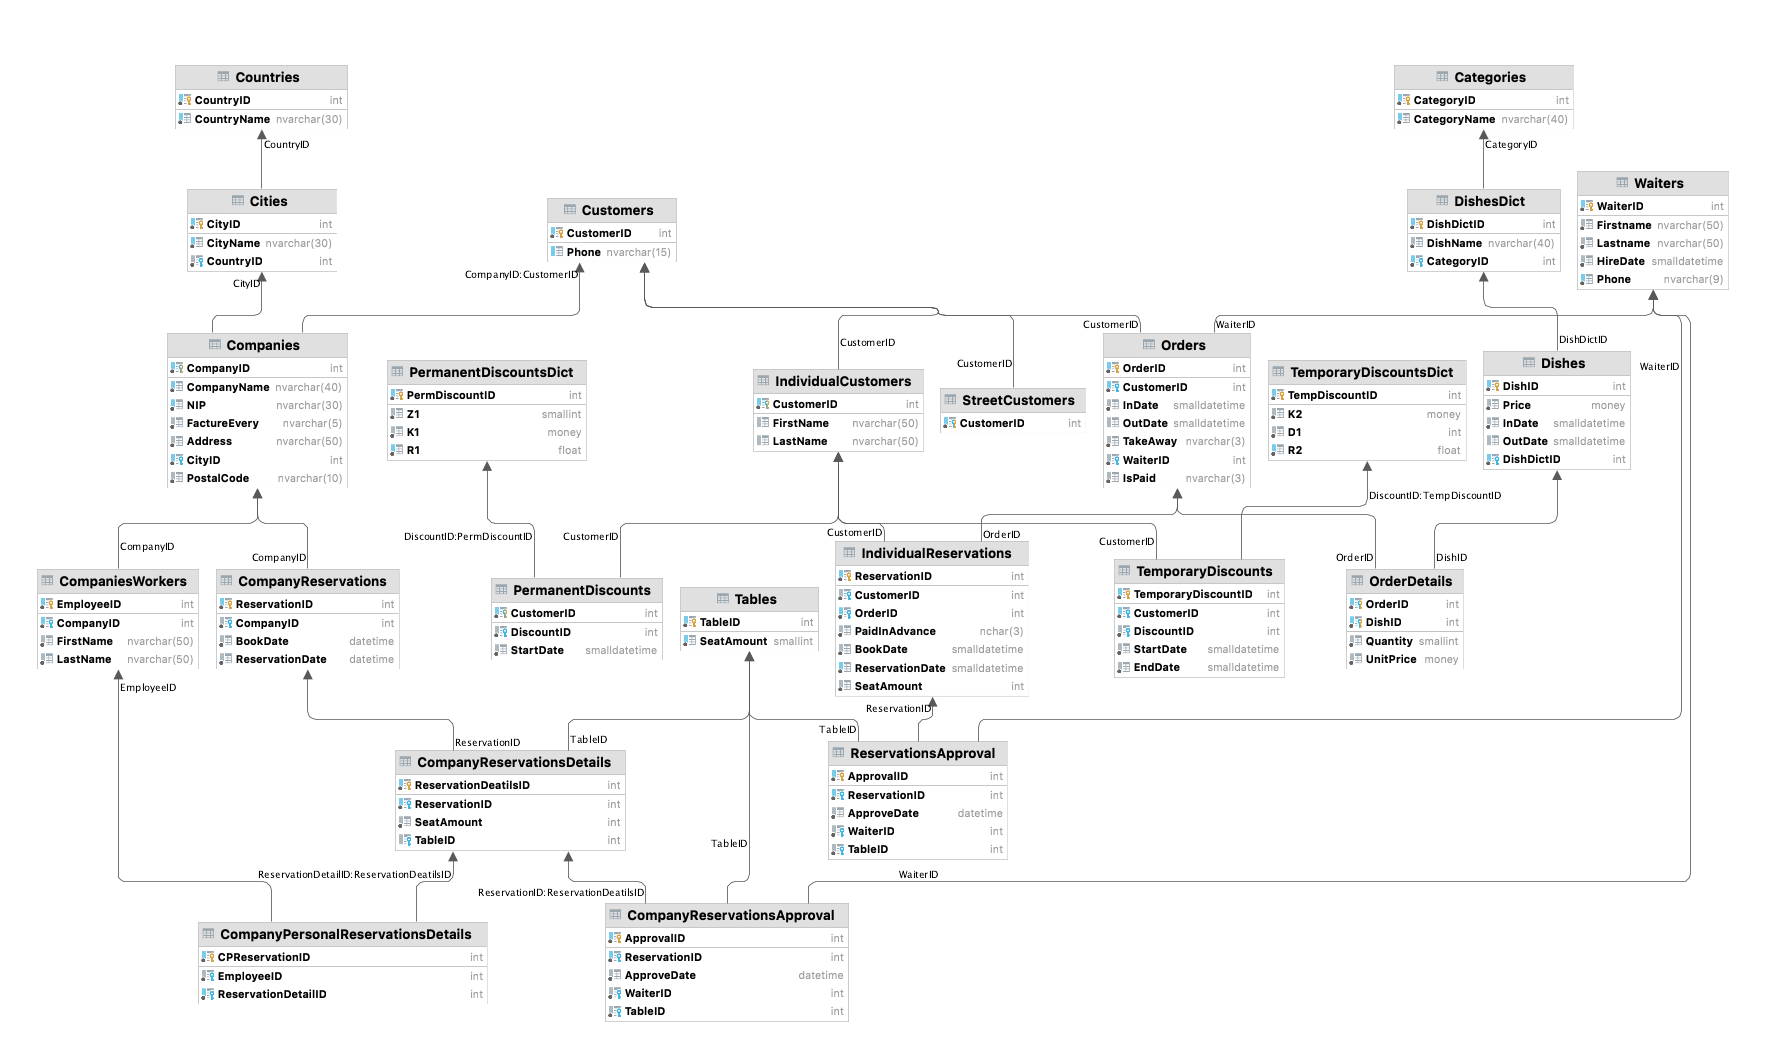 Countries
CountryID int
CountryName nvarchar(30)
CountryID
Cities
CityID int
CityName nvarchar(30)
CountryID int
CityID
Customers
CustomerID int
Phone nvarchar(15)
CompanyID:CustomerID
Categories
CategoryID int
CategoryName nvarchar(40)
CategoryID
DishesDict
DishDictID int
DishName nvarchar(40)
CategoryID int
Waiters
WaiterID int
Firstname nvarchar(50)
Lastname nvarchar(50)
HireDate smalldatetime
Phone nvarchar(9)
Companies
CompanyID int
CompanyName nvarchar(40)
NIP nvarchar(30)
FactureEvery nvarchar(5)
Address nvarchar(50)
CityID int
PostalCode nvarchar(10)
PermanentDiscountsDict
PermDiscountID int
Z1 smallint
K1 money
R1 float
CustomerID
IndividualCustomers
CustomerID int
FirstName nvarchar(50)
LastName nvarchar(50)
CustomerID
StreetCustomers
CustomerID int
CustomerID
WaiterID
Orders
OrderID int
CustomerID int
InDate smalldatetime
OutDate smalldatetime
TakeAway nvarchar(3)
WaiterID int
IsPaid nvarchar(3)
TemporaryDiscountsDict
TempDiscountID int
K2 money
D1 int
R2 float
DishDictID
Dishes
DishID int
Price money
InDate smalldatetime
OutDate smalldatetime
DishDictID int
WaiterID
CompanyID
CompanyID
DiscountID:PermDiscountID
CustomerID
CustomerID
OrderID
CustomerID
DiscountID:TempDiscountID
OrderID
DishID
CompaniesWorkers
EmployeeID int
CompanyID int
FirstName nvarchar(50)
LastName nvarchar(50)
EmployeeID
CompanyReservations
ReservationID int
CompanyID int
BookDate datetime
ReservationDate datetime
PermanentDiscounts
CustomerID int
DiscountID int
StartDate smalldatetime
Tables
TableID int
SeatAmount smallint
IndividualReservations
ReservationID int
CustomerID int
OrderID int
PaidInAdvance nchar(3)
BookDate smalldatetime
ReservationDate smalldatetime
SeatAmount int
TemporaryDiscounts
TemporaryDiscountID int
CustomerID int
DiscountID int
StartDate smalldatetime
EndDate smalldatetime
OrderDetails
OrderID int
DishID int
Quantity smallint
UnitPrice money
ReservationID
TableID
TableID
ReservationID
CompanyReservationsDetails
ReservationDeatilsID int
ReservationID int
SeatAmount int
TableID int
ReservationsApproval
ApprovalID int
ReservationID int
ApproveDate datetime
WaiterID int
TableID int
TableID
ReservationDetailID:ReservationDeatilsID
ReservationID:ReservationDeatilsID
WaiterID
CompanyPersonalReservationsDetails
CPReservationID int
EmployeeID int
ReservationDetailID int
CompanyReservationsApproval
ApprovalID int
ReservationID int
ApproveDate datetime
WaiterID int
TableID int